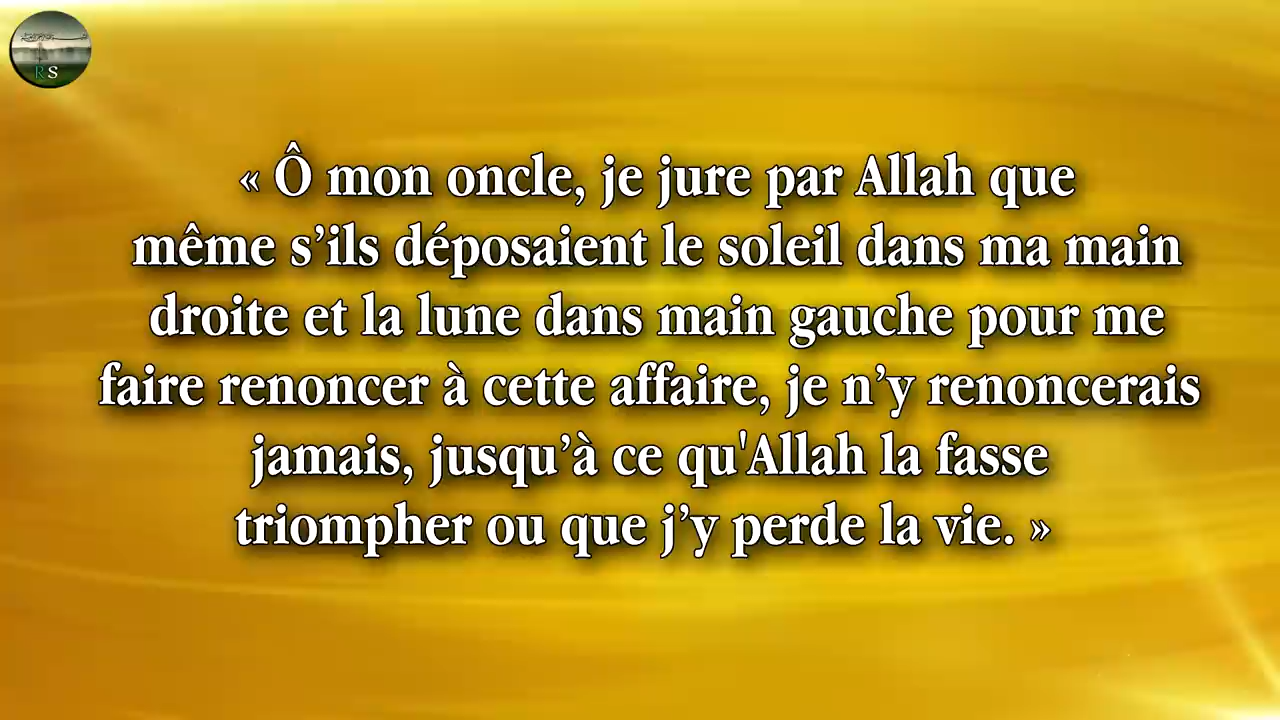 RS
« Ô mon oncle, je jure par Allah que
même s’ils déposaient le soleil dans ma main
droite et la lune dans main gauche pour me
faire renoncer à cette affaire, je n’y renoncerais
jamais, jusqu’à ce qu'Allah la fasse
triompher ou que j’y perde la vie. »